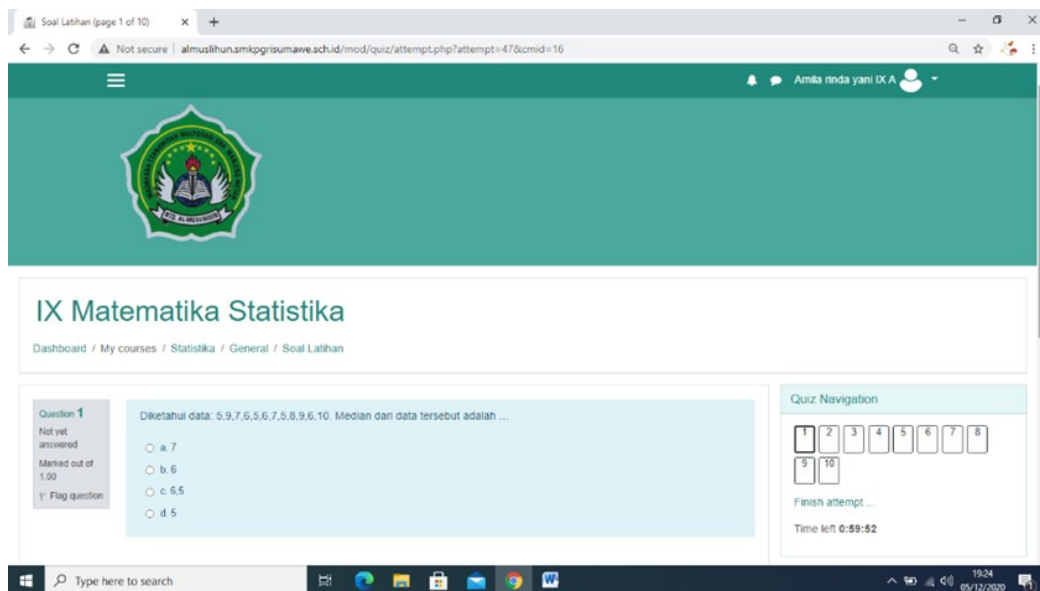 Soal Latihan (page 1 of 10)
Not secure | almuslihun.smkpgrisumawe.sch.id/mod/quiz/attempt.php?attempt=47&cmid=16
Amila rinda yani IX A
IX Matematika Statistika
Dashboard / My courses / Statistika / General / Soal Latihan
Question 1
Not yet
answered
Marked out of
1.00
Flag question
Diketahui data: 5,9,7,6,5,6,7,5,8,9,6,10. Median dari data tersebut adalah ...
a. 7
b. 6
c. 6,5
d. 5
Quiz Navigation
1 2 3 4 5 6 7 8
9 10
Finish attempt ...
Time left 0:59:52
Type here to search
19:24
05/12/2020